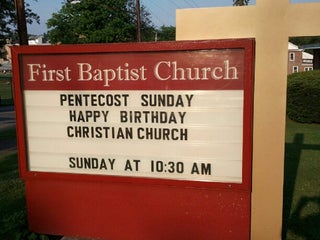 First Baptist Church
PENTECOST SUNDAY
HAPPY BIRTHDAY
CHRISTIAN CHURCH
SUNDAY AT 10:30 AM